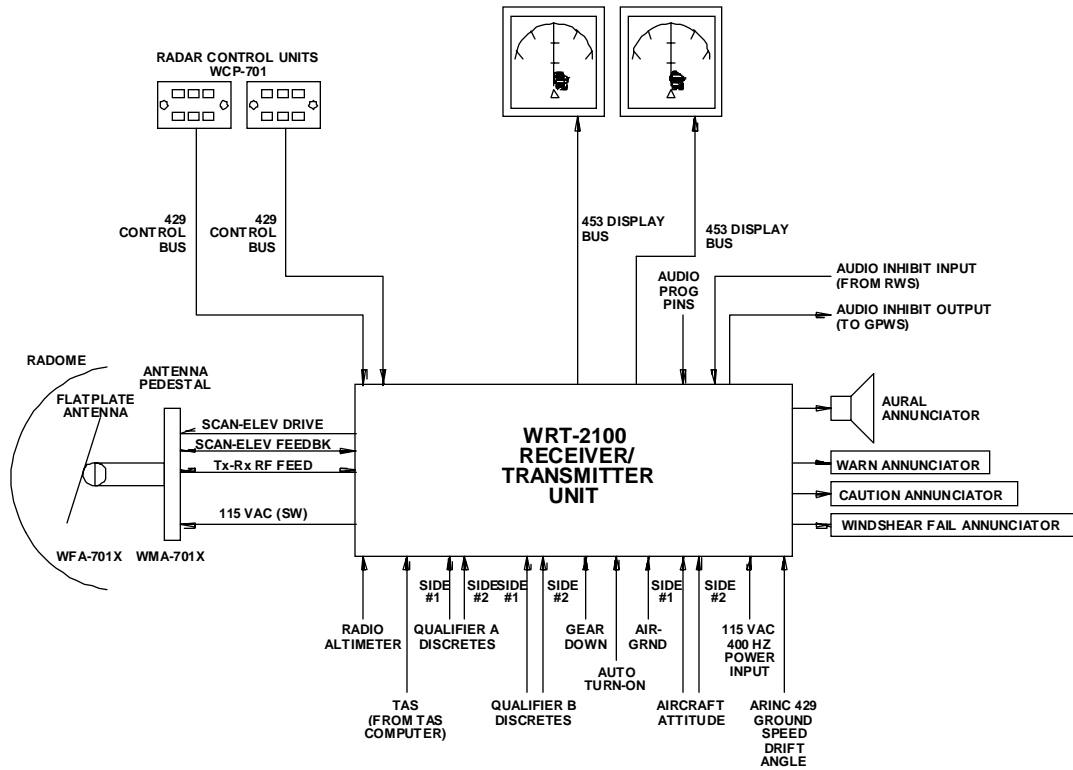 RADAR CONTROL UNITS
WCP-701
429
CONTROL
BUS
429
CONTROL
BUS
453 DISPLAY
BUS
453 DISPLAY
BUS
AUDIO
PROG
PINS
AUDIO INHIBIT INPUT
(FROM RWS)
AUDIO INHIBIT OUTPUT
(TO GPWS)
RADOME
ANTENNA
PEDESTAL
FLATPLATE
ANTENNA
SCAN-ELEV DRIVE
SCAN-ELEV FEEDBK
Tx-Rx RF FEED
115 VAC (SW)
WFA-701X
WMA-701X
WRT-2100
RECEIVER/
TRANSMITTER
UNIT
AURAL
ANNUNCIATOR
WARN ANNUNCIATOR
CAUTION ANNUNCIATOR
WINDSHEAR FAIL ANNUNCIATOR
SIDE
#1
SIDE
#2
SIDE
#1
SIDE
#2
SIDE
#1
SIDE
#2
RADIO
ALTIMETER
QUALIFIER A
DISCRETES
GEAR
DOWN
AIR-
GRND
115 VAC
400 HZ
POWER
INPUT
AUTO
TURN-ON
TAS
(FROM TAS
COMPUTER)
QUALIFIER B
DISCRETES
AIRCRAFT
ATTITUDE
ARINC 429
GROUND
SPEED
DRIFT
ANGLE